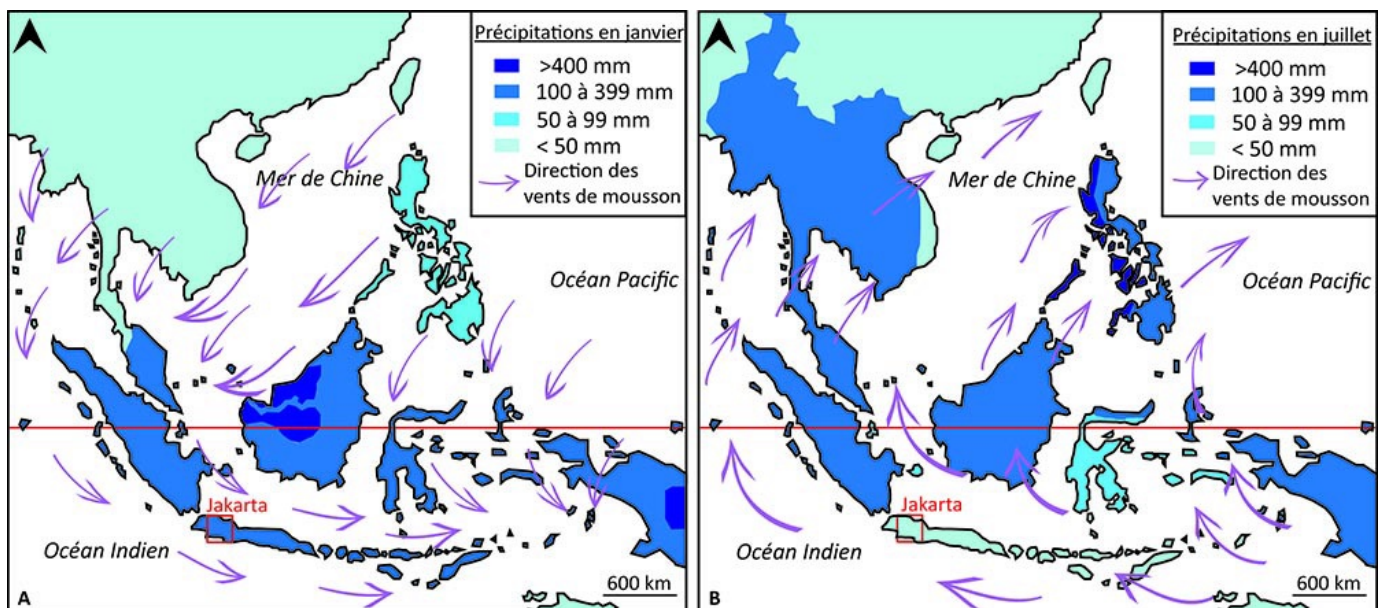 Précipitations en janvier
>400 mm
100 à 399 mm
50 à 99 mm
< 50 mm
Direction des
vents de mousson
Mer de Chine
Océan Pacific
Jakarta
Océan Indien
600 km
A
Précipitations en juillet
>400 mm
100 à 399 mm
50 à 99 mm
< 50 mm
Direction des
vents de mousson
Mer de Chine
Océan Pacific
Jakarta
Océan Indien
600 km
B